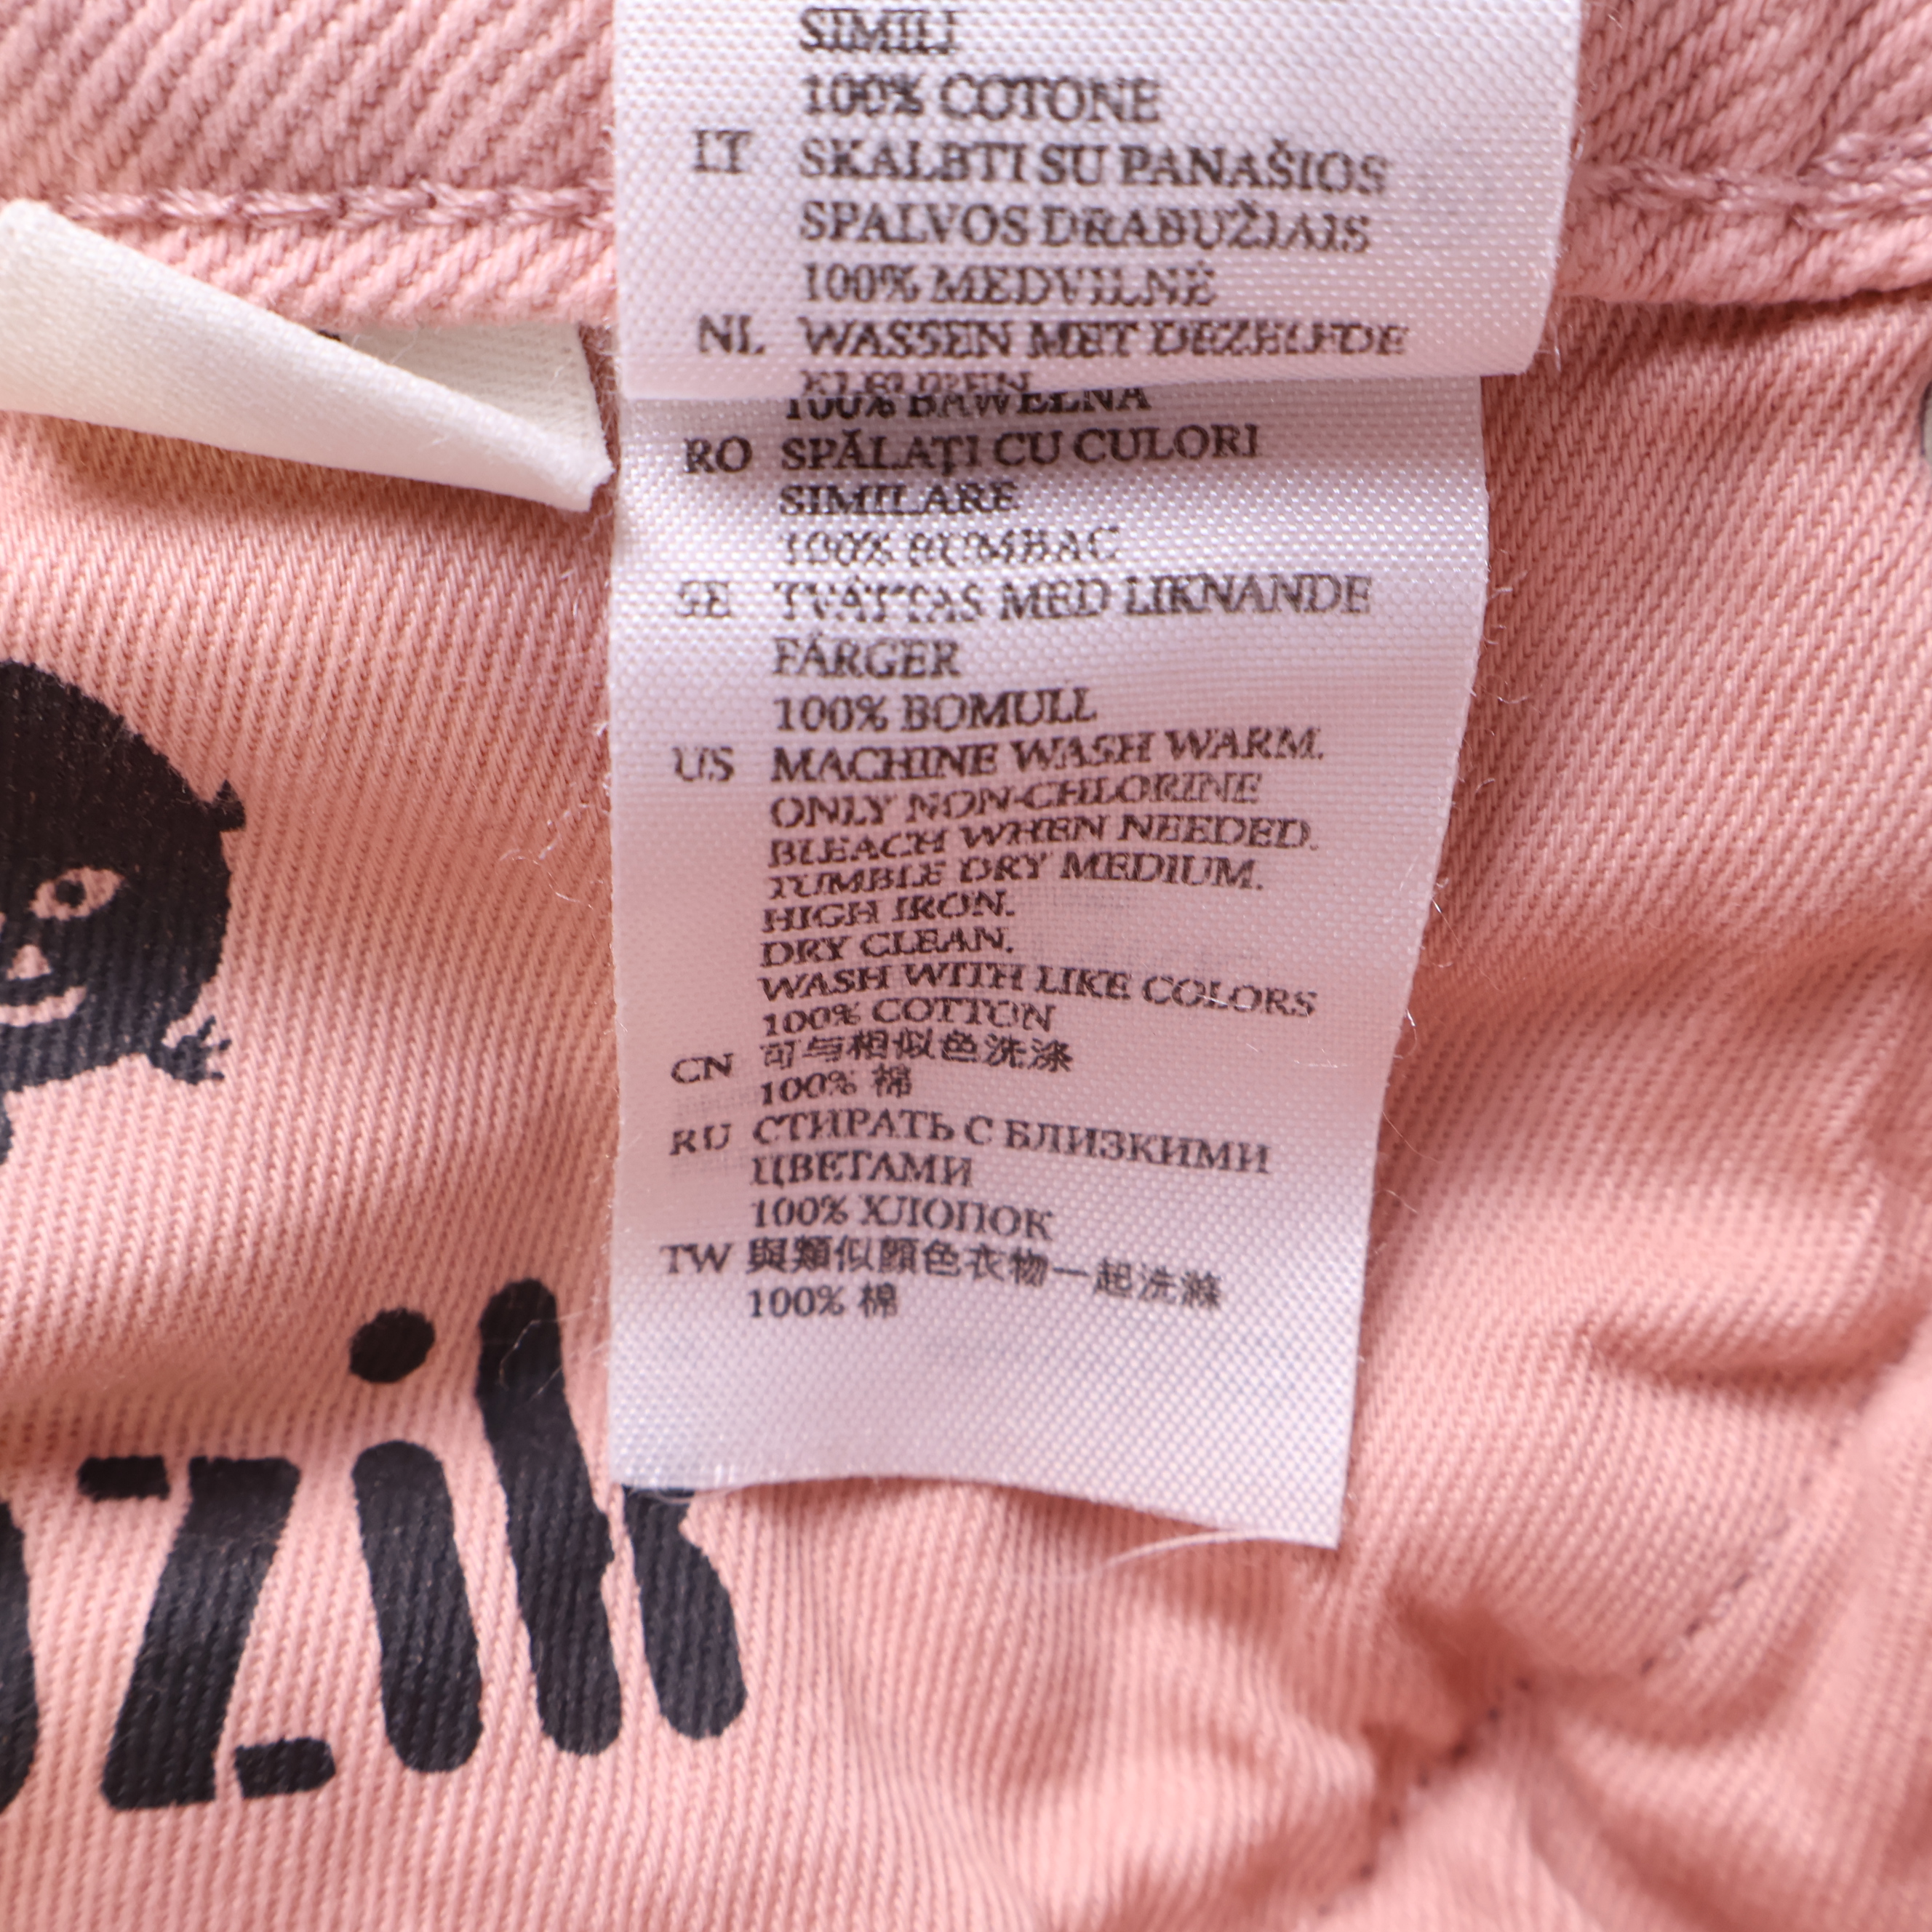 SIMILI
100% COTONE
LT SKALBTI SU PANAŠIOS
SPALVOS DRABUŽIAIS
100% MEDVILNĖ
NL WASSEN MET DEZELFDE
KLEUREN
100% BAWEŁNA
RO SPĂLAȚI CU CULORI
SIMILARE
100% BUMBAC
SE TVÄTTAS MED LIKNANDE
FÄRGER
100% BOMULL
US MACHINE WASH WARM.
ONLY NON-CHLORINE
BLEACH WHEN NEEDED.
TUMBLE DRY MEDIUM.
HIGH IRON.
DRY CLEAN.
WASH WITH LIKE COLORS
100% COTTON
CN 可与相似色洗涤
100% 棉
RU СТИРАТЬ С БЛИЗКИМИ
ЦВЕТАМИ
100% ХЛОПОК
TW 與類似顏色衣物一起洗滌
100% 棉